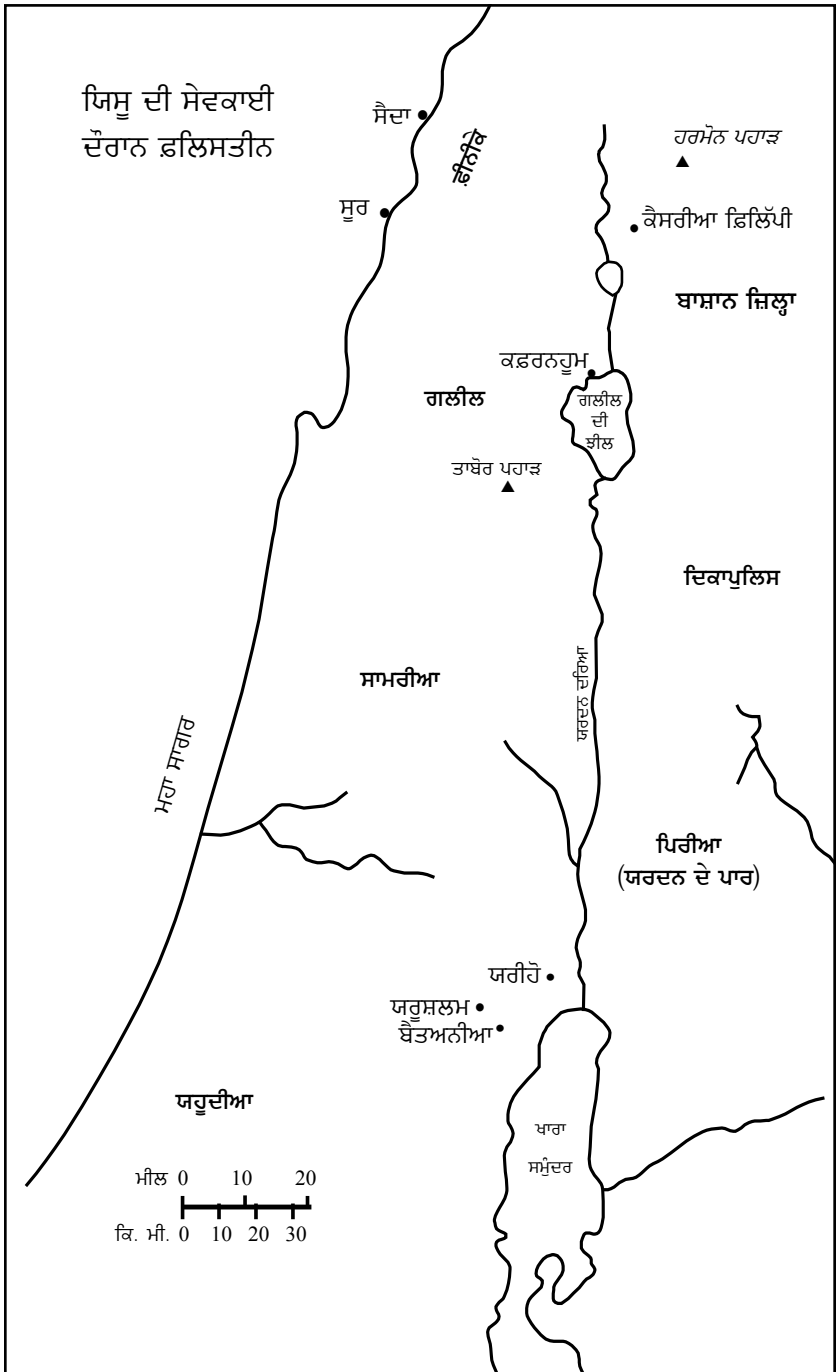 ਯਿਸੂ ਦੀ ਸੇਵਕਾਈ
ਦੌਰਾਨ ਫ਼ਲਿਸਤੀਨ
ਸੈਦਾ
ਫ਼ੀਨੀਕੇ
ਹਰਮੋਨ ਪਹਾੜ
ਸੂਰ
ਕੈਸਰੀਆ ਫ਼ਿਲਿੱਪੀ
ਬਾਸ਼ਾਨ ਜ਼ਿਲ੍ਹਾ
ਕਫ਼ਰਨਹੂਮ
ਗਲੀਲ
ਗਲੀਲ
ਦੀ
ਝੀਲ
ਤਾਬੋਰ ਪਹਾੜ
ਦਿਕਾਪੁਲਿਸ
ਸਾਮਰੀਆ
ਯਰਦਨ ਦਰਿਆ
ਮਹਾ ਸਾਗਰ
ਪਿਰੀਆ
(ਯਰਦਨ ਦੇ ਪਾਰ)
ਯਰੀਹੋ
ਯਰੂਸ਼ਲਮ
ਬੈਤਅਨੀਆ
ਯਹੂਦੀਆ
ਖਾਰਾ
ਸਮੁੰਦਰ
ਮੀਲ 0 10 20
ਕਿ. ਮੀ. 0 10 20 30